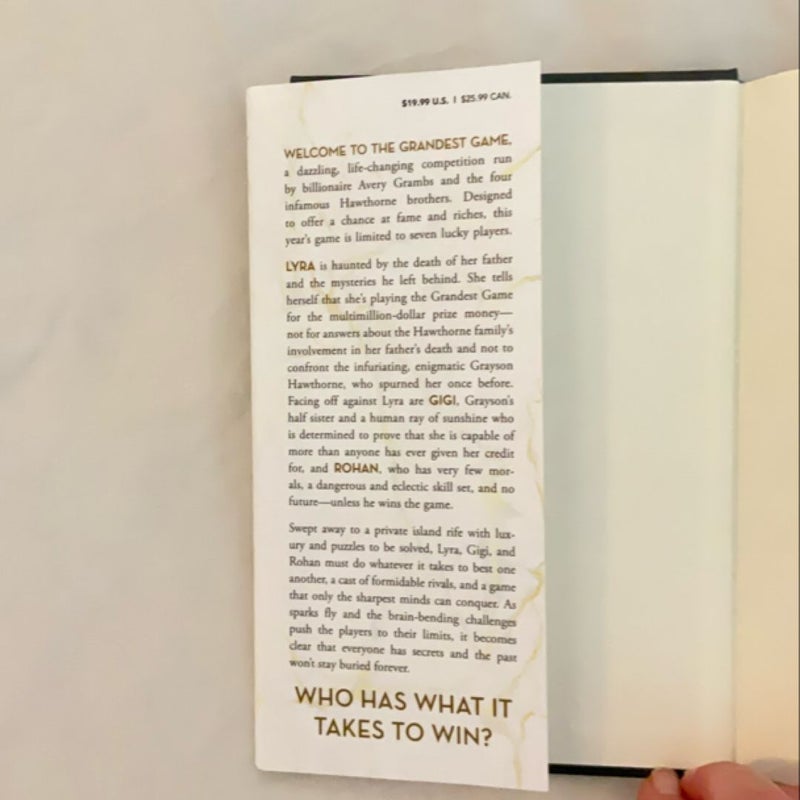 $19.99 U.S. | $25.99 CAN.
WELCOME TO THE GRANDEST GAME,
a dazzling, life-changing competition run
by billionaire Avery Grambs and the four
infamous Hawthorne brothers. Designed
to offer a chance at fame and riches, this
year's game is limited to seven lucky players.
LYRA is haunted by the death of her father
and the mysteries he left behind. She tells
herself that she's playing the Grandest Game
for the multimillion-dollar prize money—
not for answers about the Hawthorne family's
involvement in her father's death and not to
confront the infuriating, enigmatic Grayson
Hawthorne, who spurned her once before.
Facing off against Lyra are GIGI, Grayson's
half sister and a human ray of sunshine who
is determined to prove that she is capable of
more than anyone has ever given her credit
for, and ROHAN, who has very few mor-
als, a dangerous and eclectic skill set, and no
future—unless he wins the game.
Swept away to a private island rife with lux-
ury and puzzles to be solved, Lyra, Gigi, and
Rohan must do whatever it takes to best one
another, a cast of formidable rivals, and a game
that only the sharpest minds can conquer. As
sparks fly and the brain-bending challenges
push the players to their limits, it becomes
clear that everyone has secrets and the past
won't stay buried forever.
WHO HAS WHAT IT
TAKES TO WIN?